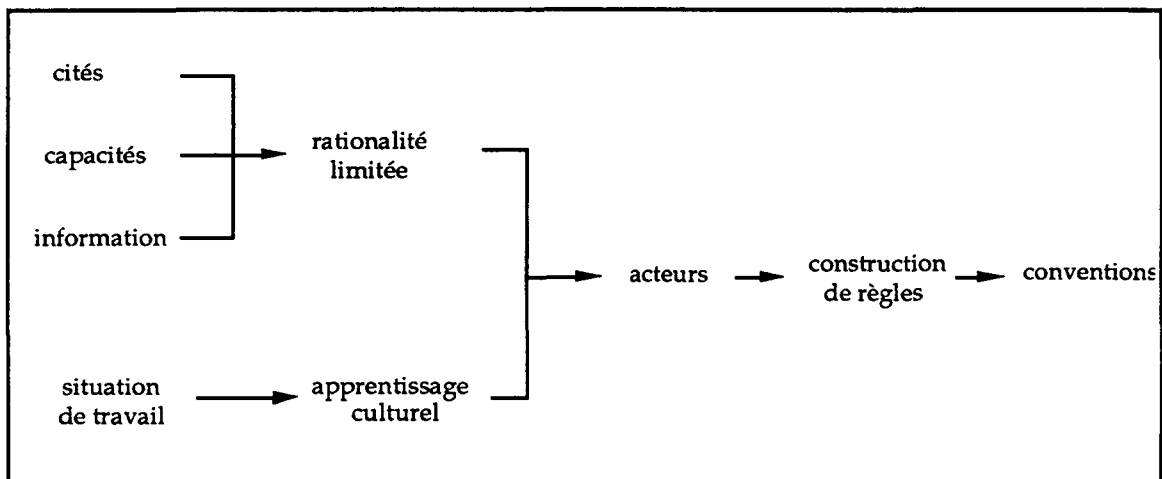 cités
capacités
information
rationalité
limitée
situation
de travail
apprentissage
culturel
acteurs
construction
de règles
conventions